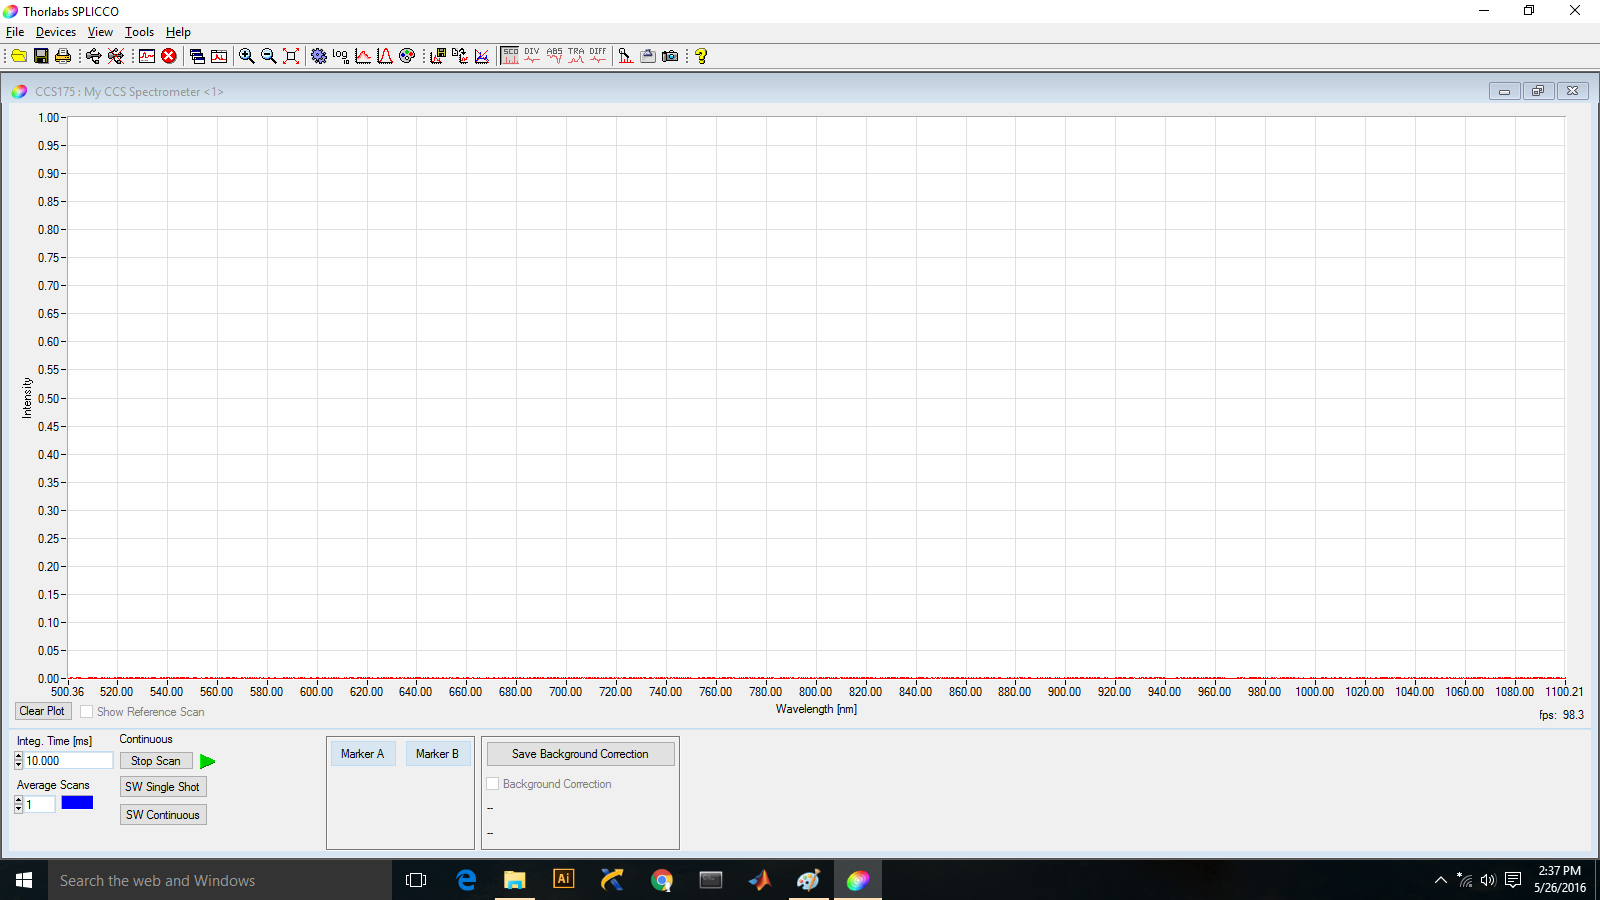 Thorlabs SPLICCO
File Devices View Tools Help
log 10 SCO DIV ABS TRA DIFF
CCS175 : My CCS Spectrometer <1>
1.00
0.95
0.90
0.85
0.80
0.75
0.70
0.65
0.60
0.55
0.50
0.45
0.40
0.35
0.30
0.25
0.20
0.15
0.10
0.05
0.00
Intensity
500.36 520.00 540.00 560.00 580.00 600.00 620.00 640.00 660.00 680.00 700.00 720.00 740.00 760.00 780.00 800.00 820.00 840.00 860.00 880.00 900.00 920.00 940.00 960.00 980.00 1000.00 1020.00 1040.00 1060.00 1080.00 1100.21
Wavelength [nm]
Clear Plot Show Reference Scan
fps: 98.3
Integ. Time [ms] Continuous
10.000 Stop Scan
Average Scans SW Single Shot
1 SW Continuous
Marker A Marker B
Save Background Correction
Background Correction
--
--
Search the web and Windows
Ai
2:37 PM
5/26/2016